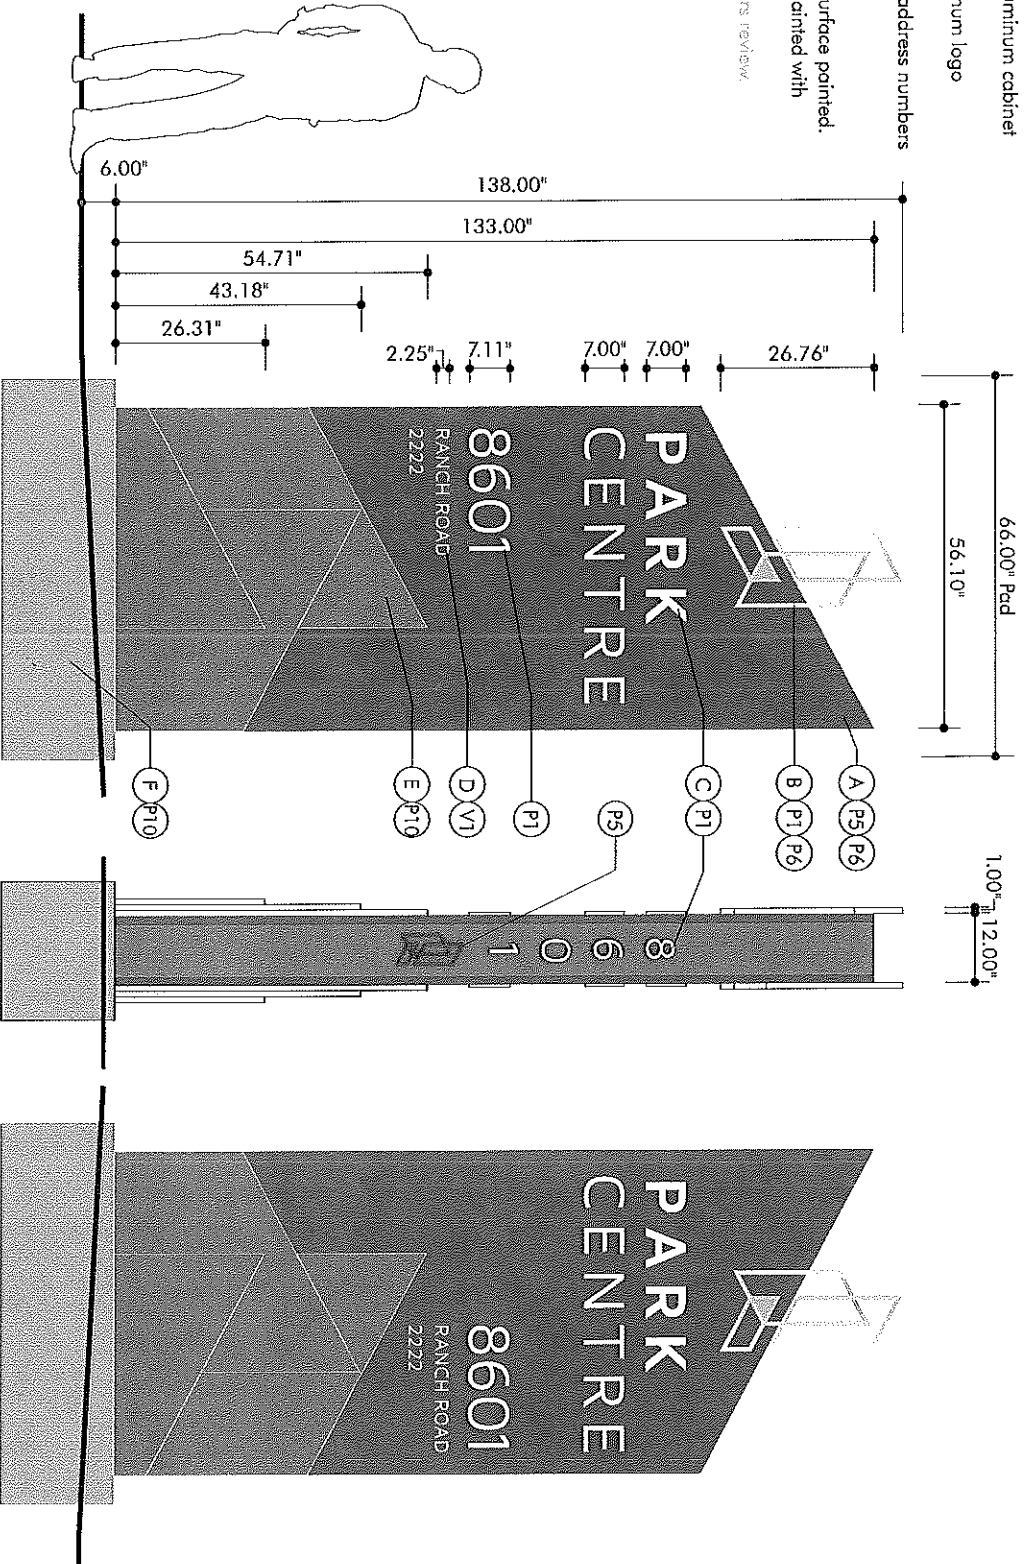 uminum cabinet
num logo
address numbers
urface painted.
ainted with
rs review.
66.00" Pad
56.10"
1.00"
12.00"
138.00"
133.00"
54.71"
43.18"
26.31"
6.00"
26.76"
7.00"
7.00"
7.11"
2.25"
PARK
CENTRE
8601
RANCH ROAD
2222
A P5 P6
B P1 P6
C P1
P5
P1
D V1
E P10
F P10
8
6
0
1
PARK
CENTRE
8601
RANCH ROAD
2222